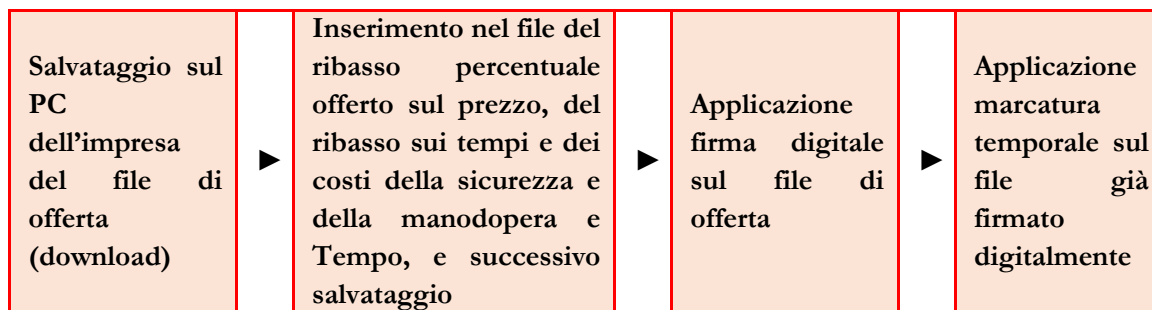 Salvataggio sul
PC
dell’impresa
del file di
offerta
(download)
►
Inserimento nel file del
ribasso percentuale
offerto sul prezzo, del
ribasso sui tempi e dei
costi della sicurezza e
della manodopera e
Tempo, e successivo
salvataggio
►
Applicazione
firma digitale
sul file di
offerta
►
Applicazione
marcatura
temporale sul
file già
firmato
digitalmente